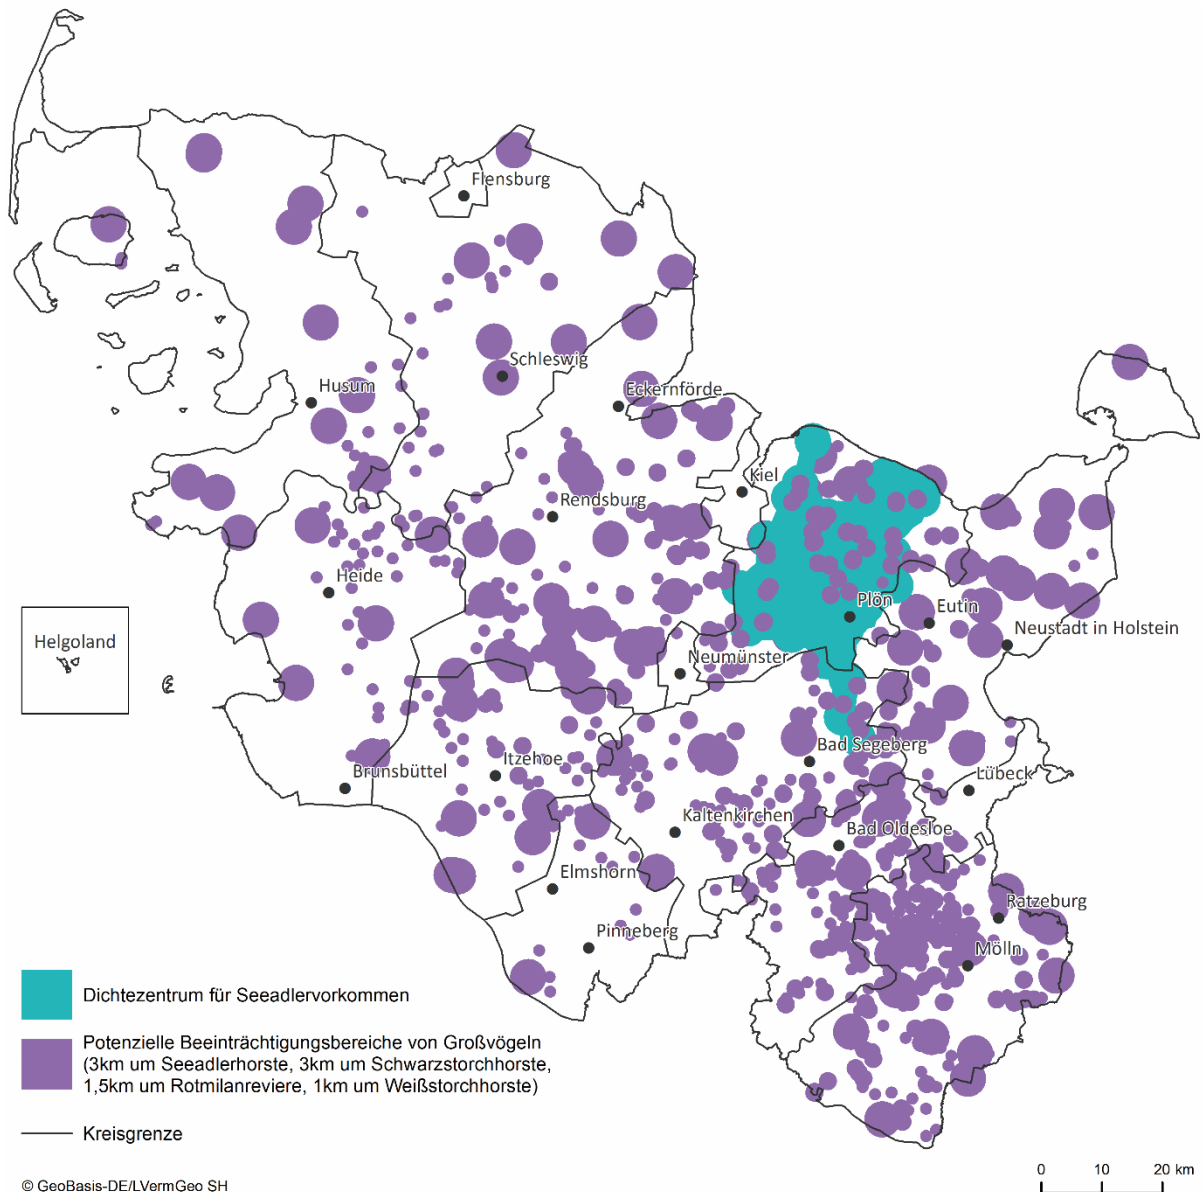 Flensburg
Schleswig
Husum
Eckernförde
Kiel
Rendsburg
Heide
Plön
Eutin
Helgoland
Neustadt in Holstein
Neumünster
Bad Segeberg
Itzehoe
Brunsbüttel
Lübeck
Kaltenkirchen
Bad Oldesloe
Elmshorn
Ratzeburg
Pinneberg
Mölln
Dichtezentrum für Seeadlervorkommen
Potenzielle Beeinträchtigungsbereiche von Großvögeln
(3km um Seeadlerhorste, 3km um Schwarzstorchhorste,
1,5km um Rotmilanreviere, 1km um Weißstorchhorste)
Kreisgrenze
0 10 20 km
© GeoBasis-DE/LVermGeo SH